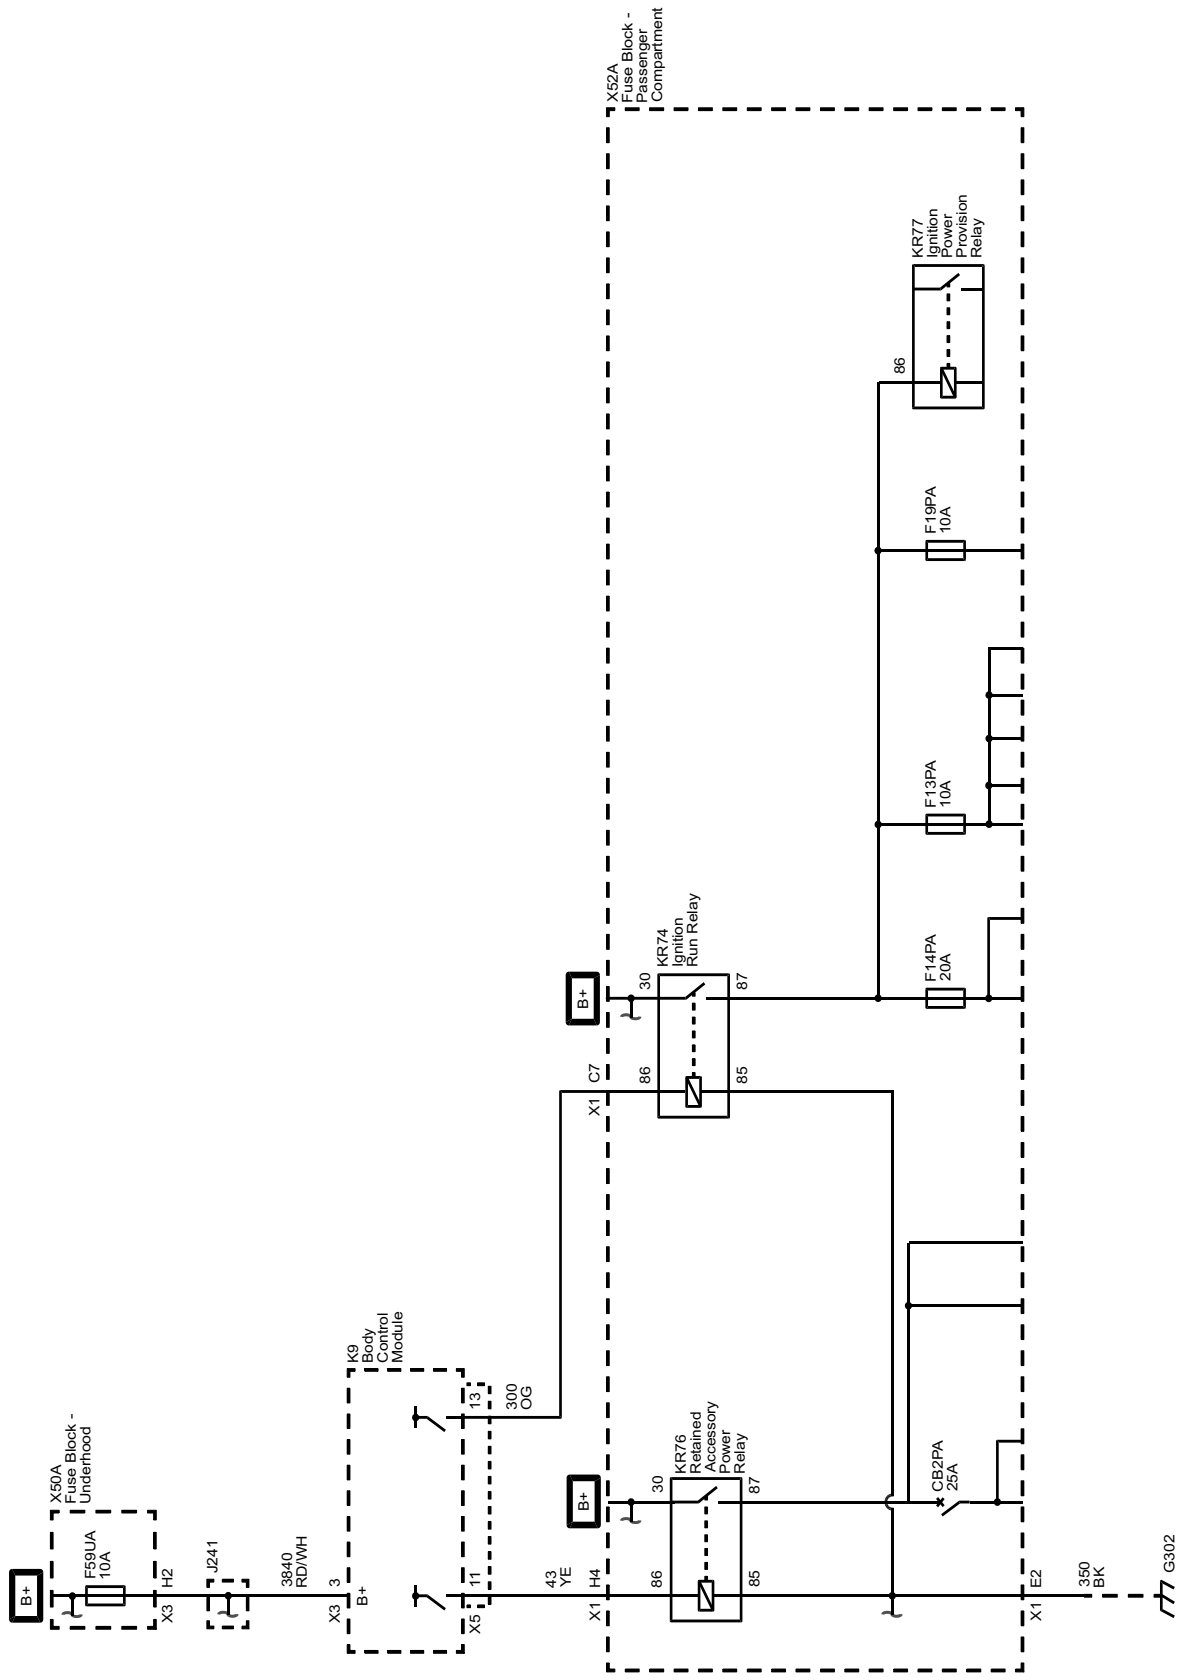 B+
X50A
Fuse Block -
Underhood
F59UA
10A
X3 H2
J241
3840
RD/WH
X3 3
B+
K9
Body
Control
Module
X5 11
13
300
OG
43
YE
X1 H4
B+
X1 C7
B+
X52A
Fuse Block -
Passenger
Compartment
86
30
KR76
Retained
Accessory
Power
Relay
85
87
86
30
KR74
Ignition
Run Relay
85
87
86
KR77
Ignition
Power
Provision
Relay
CB2PA
25A
F14PA
20A
F13PA
10A
F19PA
10A
X1 E2
350
BK
G302